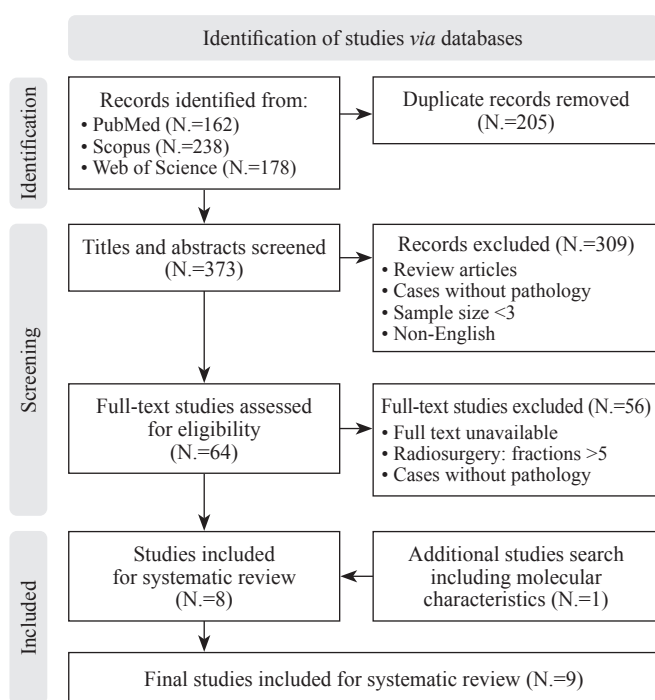 Identification of studies via databases
Identification
Records identified from:
• PubMed (N.=162)
• Scopus (N.=238)
• Web of Science (N.=178)
Duplicate records removed
(N.=205)
Screening
Titles and abstracts screened
(N.=373)
Records excluded (N.=309)
• Review articles
• Cases without pathology
• Sample size <3
• Non-English
Full-text studies assessed
for eligibility
(N.=64)
Full-text studies excluded (N.=56)
• Full text unavailable
• Radiosurgery: fractions >5
• Cases without pathology
Included
Studies included
for systematic review
(N.=8)
Additional studies search
including molecular
characteristics (N.=1)
Final studies included for systematic review (N.=9)